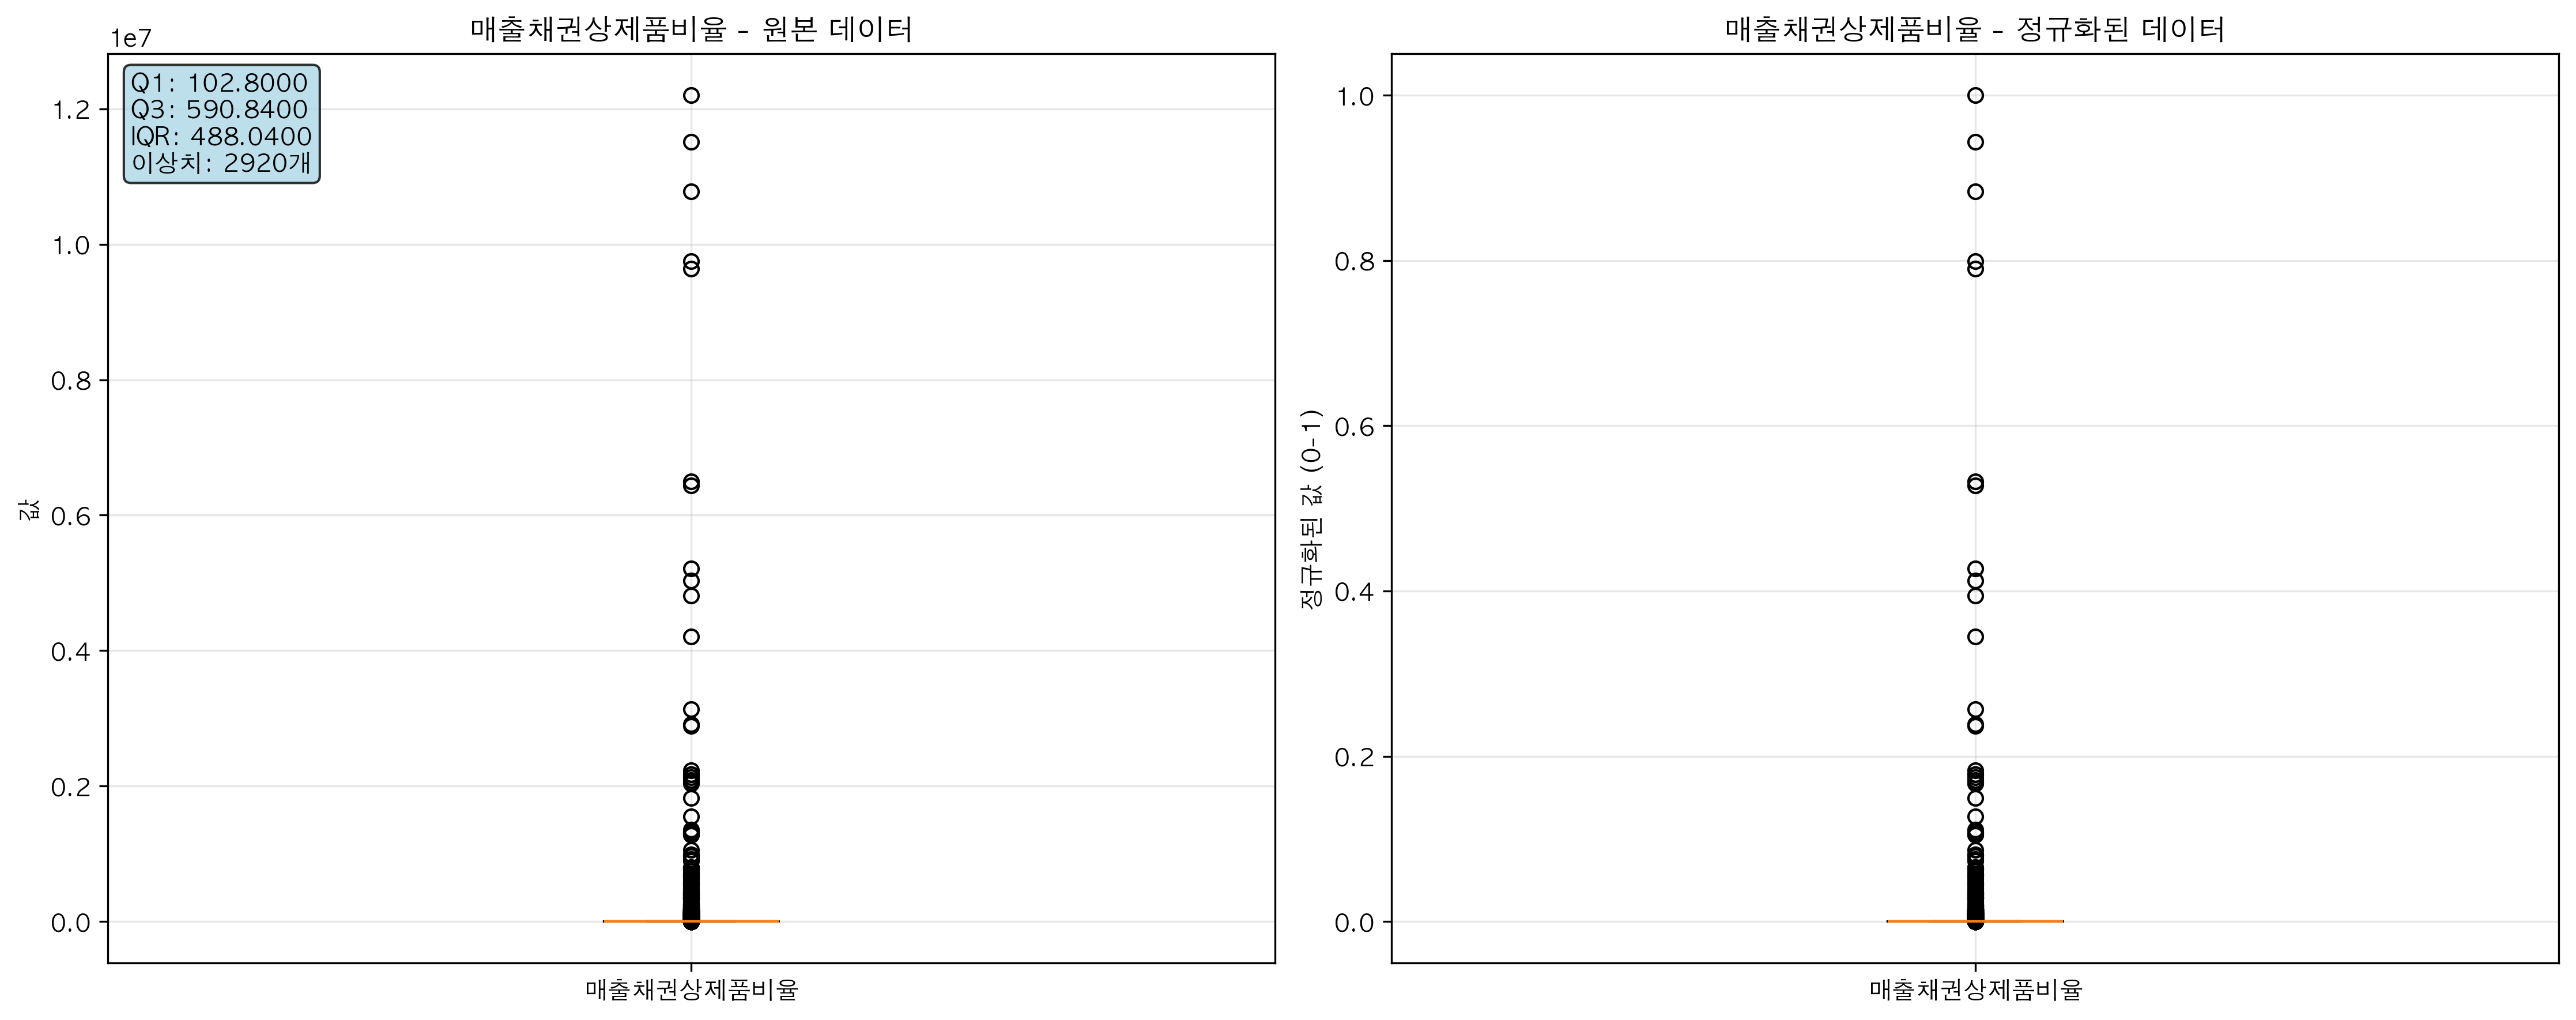 매출채권상제품비율 - 원본 데이터
1e7
Q1: 102.8000
Q3: 590.8400
IQR: 488.0400
이상치: 2920개
1.2
1.0
0.8
0.6
0.4
0.2
0.0
값
매출채권상제품비율
매출채권상제품비율 - 정규화된 데이터
1.0
0.8
0.6
0.4
0.2
0.0
정규화된 값 (0-1)
매출채권상제품비율